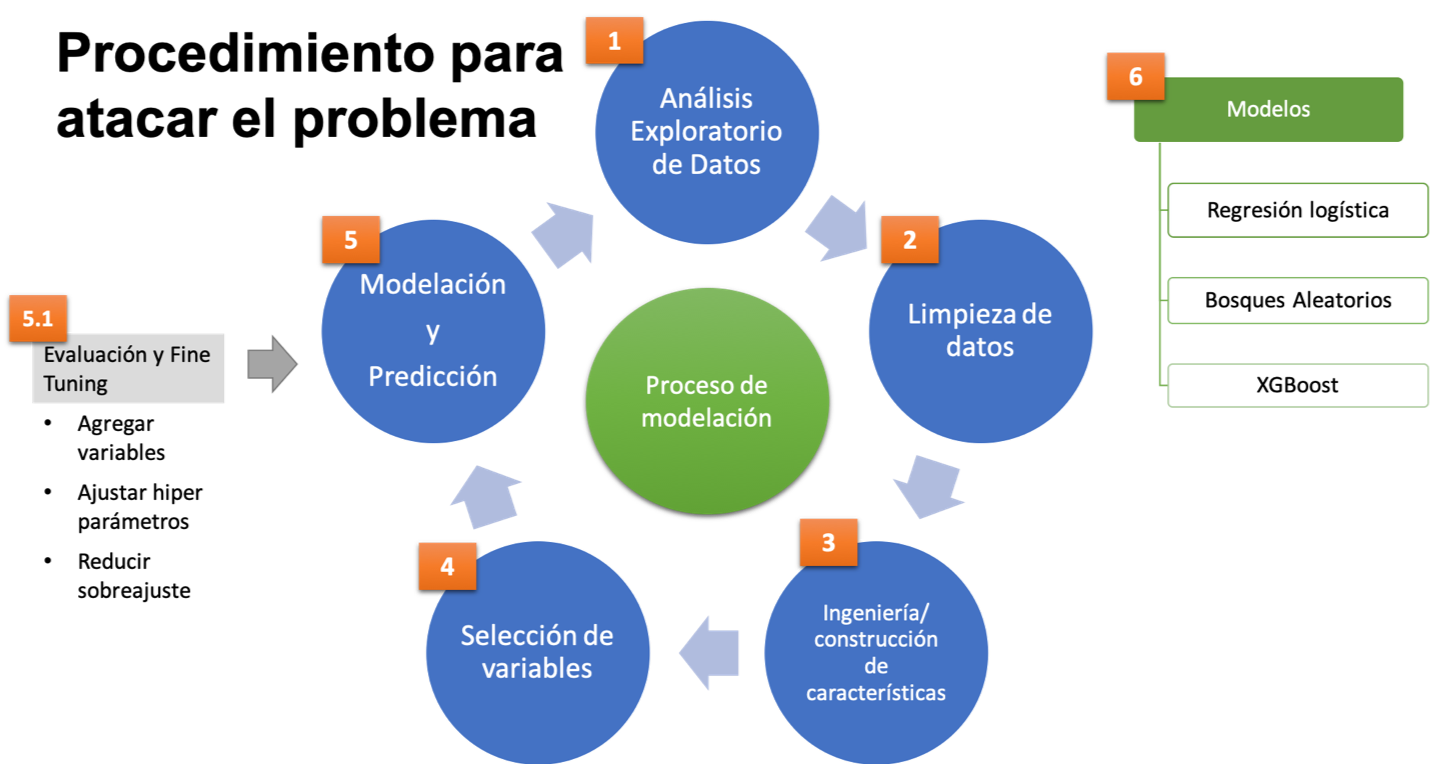 Procedimiento para
atacar el problema
1
Análisis
Exploratorio
de Datos
2
Limpieza de
datos
3
Ingeniería/
construcción
de
características
4
Selección de
variables
5
Modelación
y
Predicción
5.1
Evaluación y Fine
Tuning
• Agregar
variables
• Ajustar hiper
parámetros
• Reducir
sobreajuste
Proceso de
modelación
6
Modelos
Regresión logística
Bosques Aleatorios
XGBoost